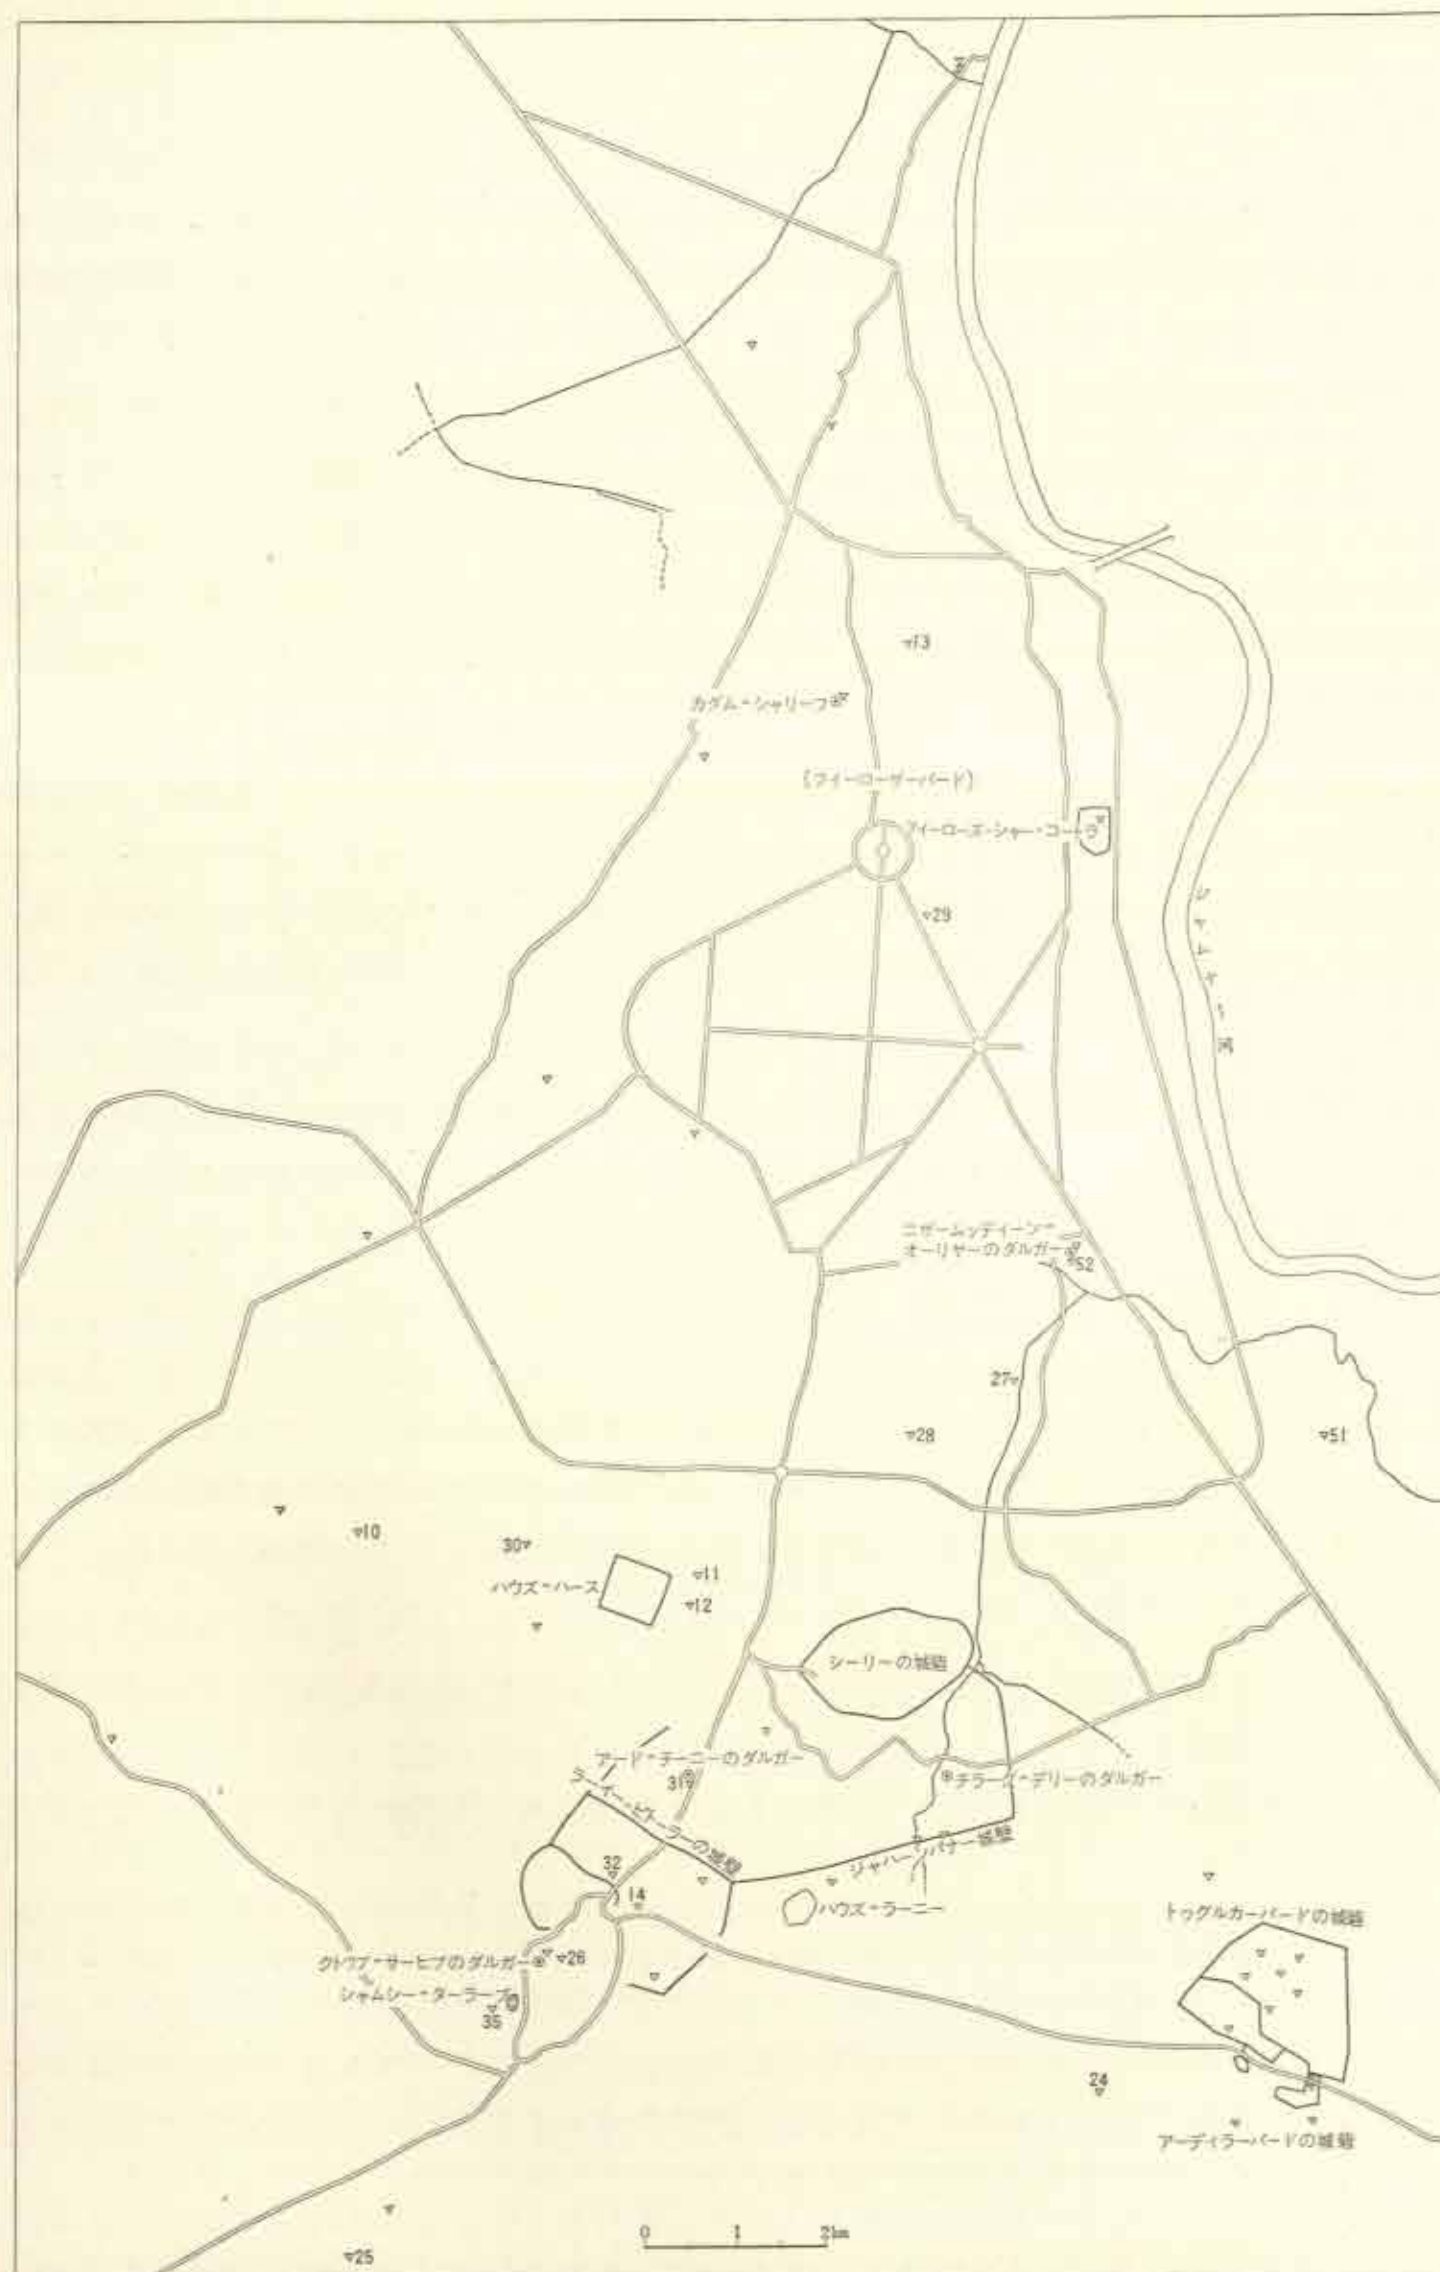 13
カダム＝シャリーフ
(フィーローザーバード)
フィーローズ・シャー・コートラ
29
ジャムナー河
ニザームッディーン＝
オーリヤーのダルガー
52
27
28
51
10
30
11
ハウズ＝ハース
12
シーリーの城砦
アード＝チーニーのダルガー
31
チラーグ＝デリーのダルガー
ラーイ＝ピトーラーの城壁
ジャハーンパナー城壁
32
14
ハウズ＝ラーニー
トゥグルカーバードの城砦
クトゥブ＝サーヒブのダルガー
26
シャムシー＝ターラーブ
35
24
アーディラーバードの城砦
0 1 2km
25